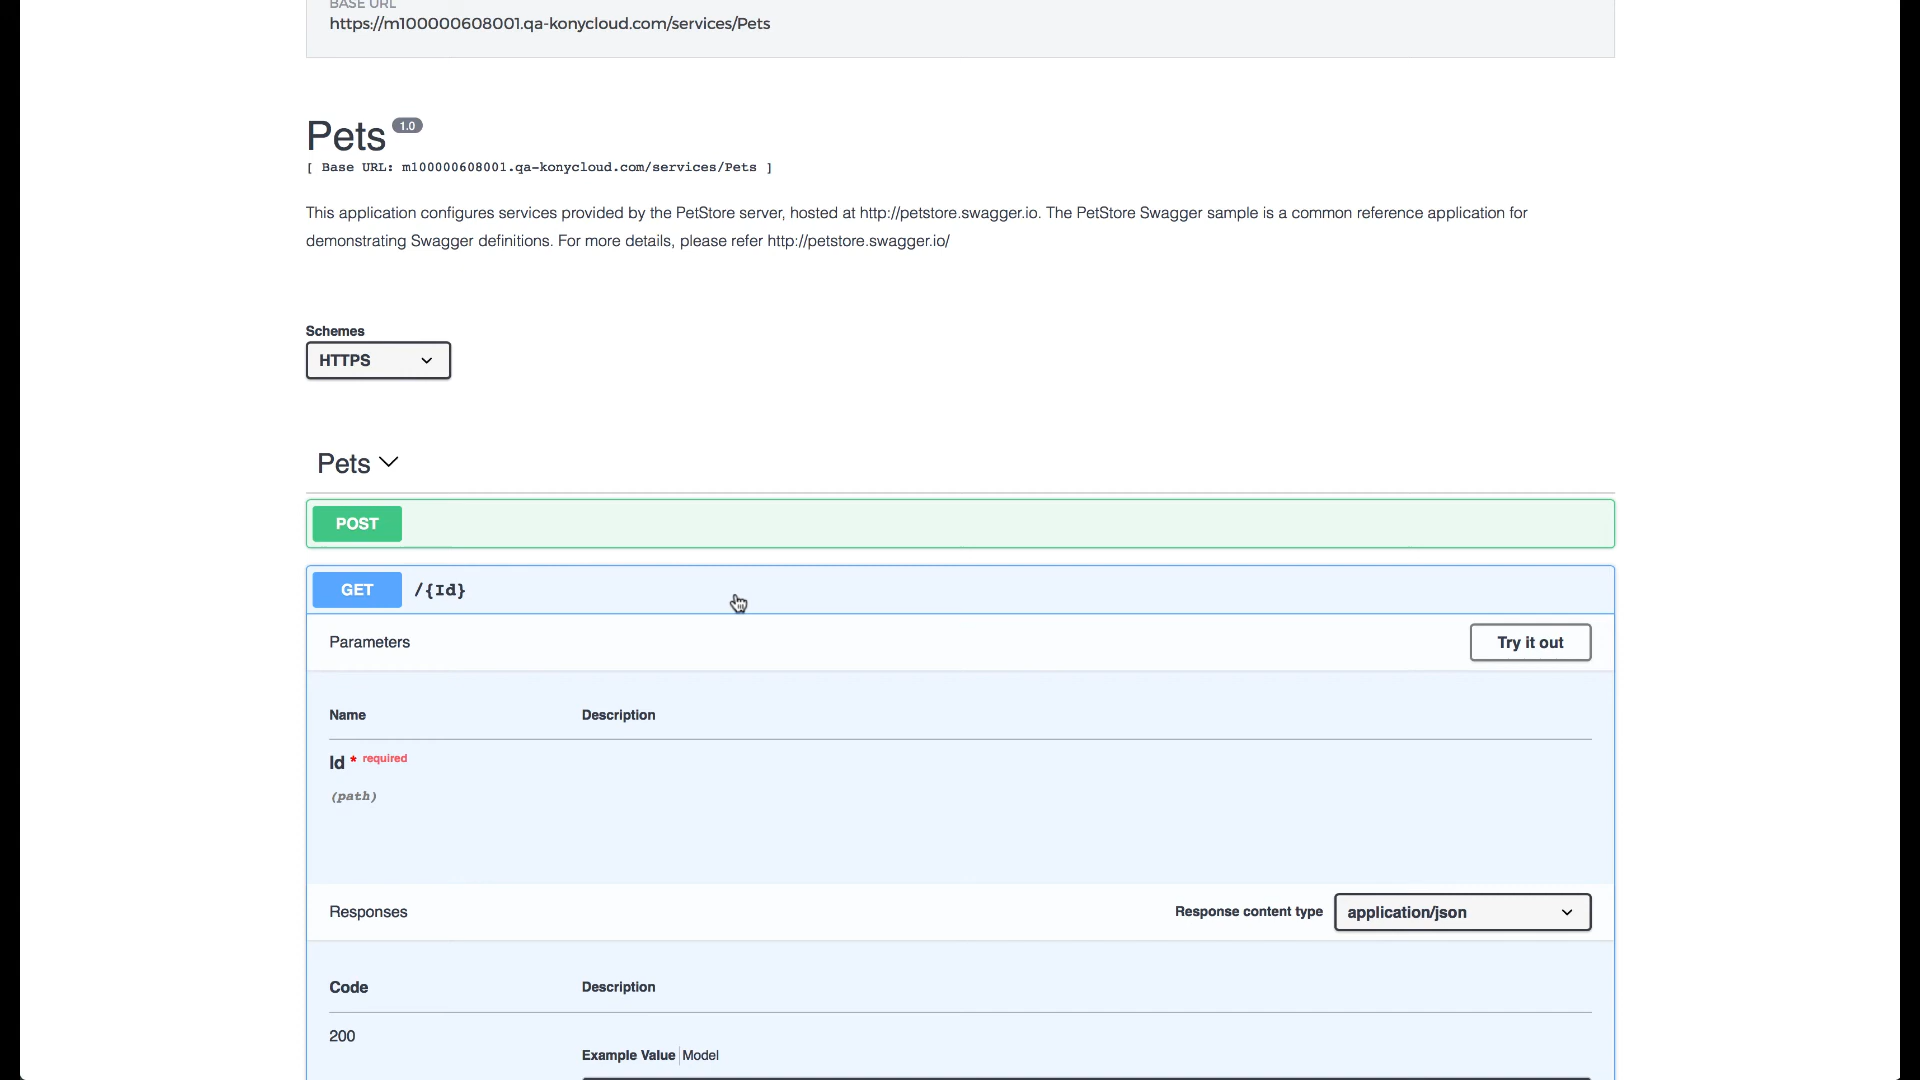 BASE URL
https://m100000608001.qa-konycloud.com/services/Pets
Pets 1.0
[ Base URL: m100000608001.qa-konycloud.com/services/Pets ]
This application configures services provided by the PetStore server, hosted at http://petstore.swagger.io. The PetStore Swagger sample is a common reference application for
demonstrating Swagger definitions. For more details, please refer http://petstore.swagger.io/
Schemes
HTTPS
Pets
POST
GET /{Id}
Parameters Try it out
Name Description
Id * required
(path)
Responses Response content type application/json
Code Description
200
Example Value Model